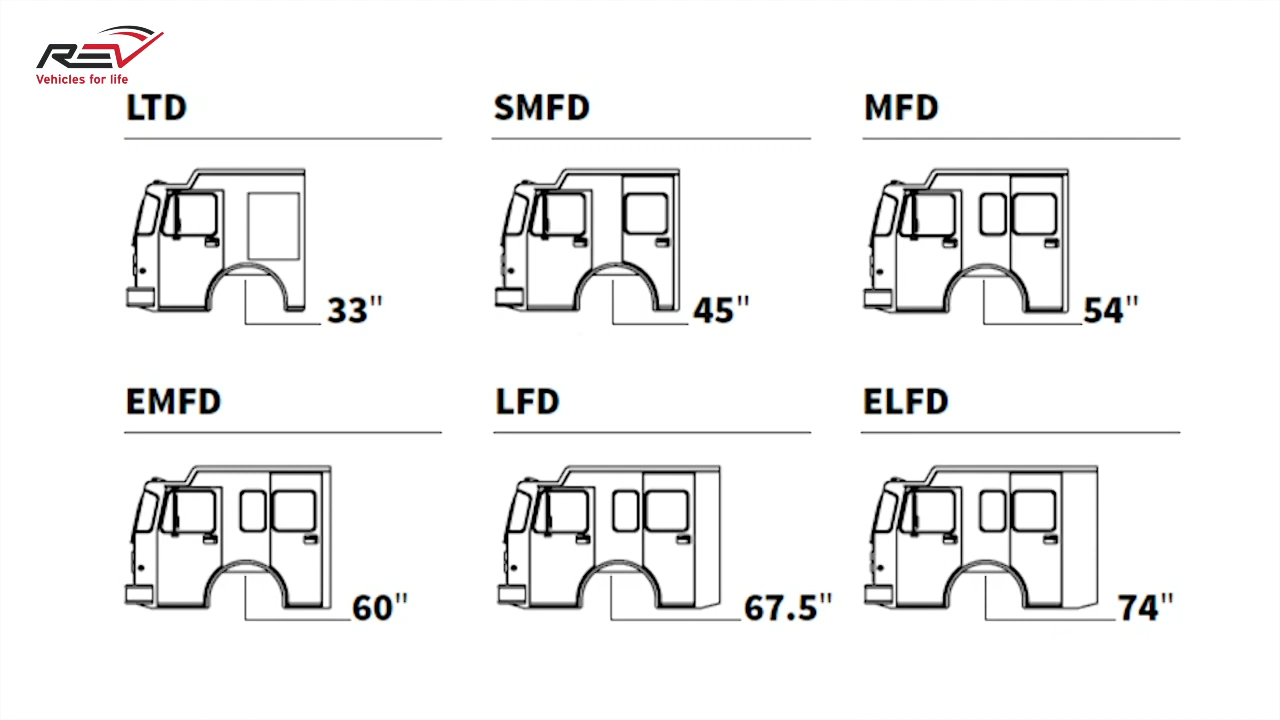 REV
Vehicles for life
LTD
SMFD
MFD
33"
45"
54"
EMFD
LFD
ELFD
60"
67.5"
74"